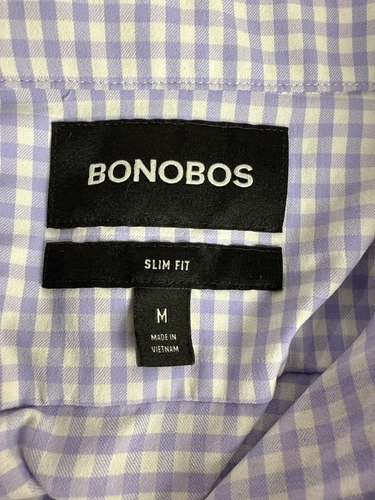 BONOBOS
SLIM FIT
M
MADE IN
VIETNAM